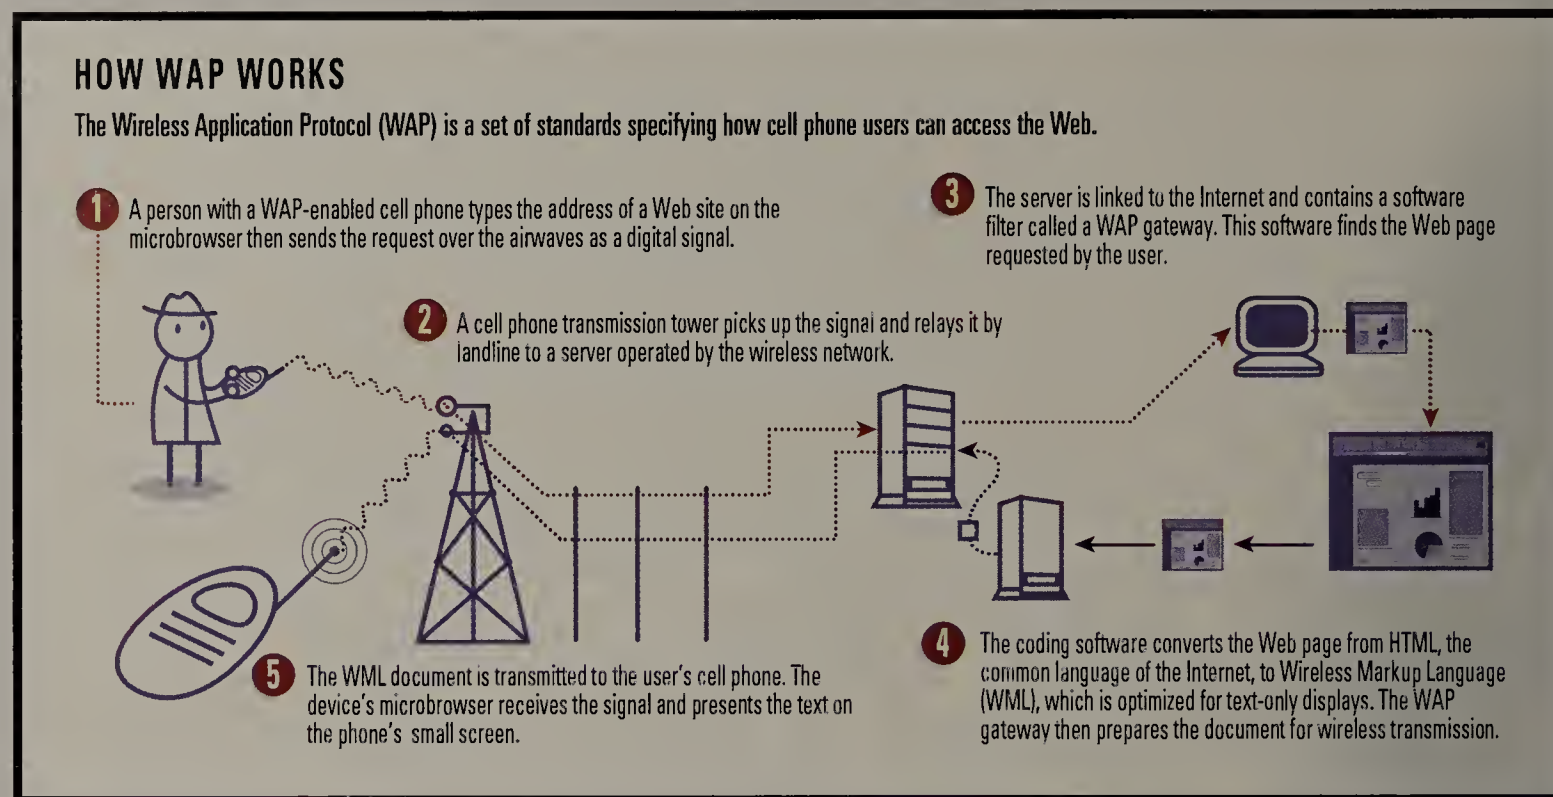 HOW WAP WORKS
The Wireless Application Protocol (WAP) is a set of standards specifying how cell phone users can access the Web.
1 A person with a WAP-enabled cell phone types the address of a Web site on the
microbrowser then sends the request over the airwaves as a digital signal.
2 A cell phone transmission tower picks up the signal and relays it by
landline to a server operated by the wireless network.
3 The server is linked to the Internet and contains a software
filter called a WAP gateway. This software finds the Web page
requested by the user.
4 The coding software converts the Web page from HTML, the
common language of the Internet, to Wireless Markup Language
(WML), which is optimized for text-only displays. The WAP
gateway then prepares the document for wireless transmission.
5 The WML document is transmitted to the user's cell phone. The
device's microbrowser receives the signal and presents the text on
the phone's small screen.